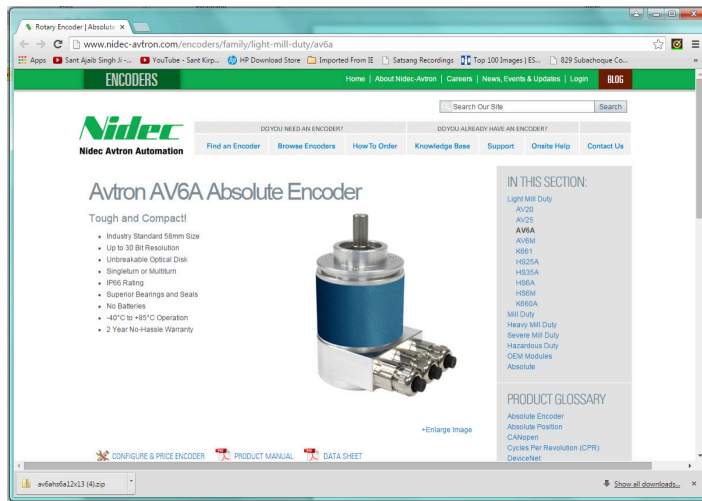 Rotary Encoder | Absolute
www.nidec-avtron.com/encoders/family/light-mill-duty/av6a
Apps Sant Ajaib Singh Ji -... YouTube - Sant Kirp... HP Download Store Imported From IE Satsang Recordings Top 100 Images | ES... 829 Subachoque Co... »
ENCODERS Home | About Nidec-Avtron | Careers | News, Events & Updates | Login BLOG
Search Our Site Search
Nidec
Nidec Avtron Automation
DO YOU NEED AN ENCODER? DO YOU ALREADY HAVE AN ENCODER?
Find an Encoder Browse Encoders How To Order Knowledge Base Support Onsite Help Contact Us
Avtron AV6A Absolute Encoder
Tough and Compact!
• Industry Standard 58mm Size
• Up to 30 Bit Resolution
• Unbreakable Optical Disk
• Singleturn or Multiturn
• IP66 Rating
• Superior Bearings and Seals
• No Batteries
• -40°C to +85°C Operation
• 2 Year No-Hassle Warranty
+Enlarge Image
CONFIGURE & PRICE ENCODER PRODUCT MANUAL DATA SHEET
IN THIS SECTION:
Light Mill Duty
AV20
AV25
AV6A
AV6M
K661
HS25A
HS35A
HS6A
HS6M
K660A
Mill Duty
Heavy Mill Duty
Severe Mill Duty
Hazardous Duty
OEM Modules
Absolute
PRODUCT GLOSSARY
Absolute Encoder
Absolute Position
CANopen
Cycles Per Revolution (CPR)
DeviceNet
av6ahs6a12x13 (4).zip Show all downloads...